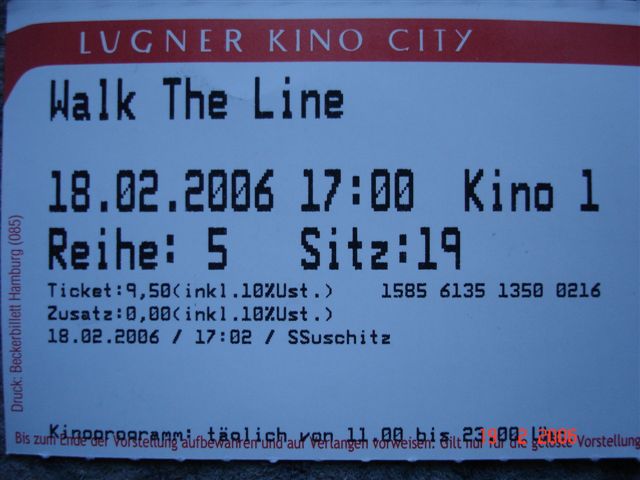 LUGNER KINO CITY
Walk The Line
18.02.2006 17:00 Kino 1
Reihe: 5 Sitz:19
Ticket:9,50(inkl.10%Ust.) 1585 6135 1350 0216
Zusatz:0,00(inkl.10%Ust.)
18.02.2006 / 17:02 / SSuschitz
Kinoprogramm: täglich von 11.00 bis 23.00
Bis zum Ende der Vorstellung aufbewahren und auf Verlangen vorweisen. Gilt nur für die gelöste Vorstellung
Druck: Beckerbillett Hamburg (085)